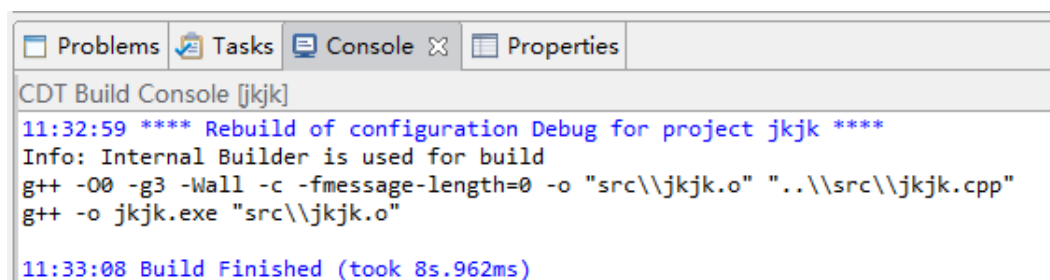 Problems Tasks Console Properties
CDT Build Console [jkjk]
11:32:59 **** Rebuild of configuration Debug for project jkjk ****
Info: Internal Builder is used for build
g++ -O0 -g3 -Wall -c -fmessage-length=0 -o "src\\jkjk.o" "..\\src\\jkjk.cpp"
g++ -o jkjk.exe "src\\jkjk.o"
11:33:08 Build Finished (took 8s.962ms)